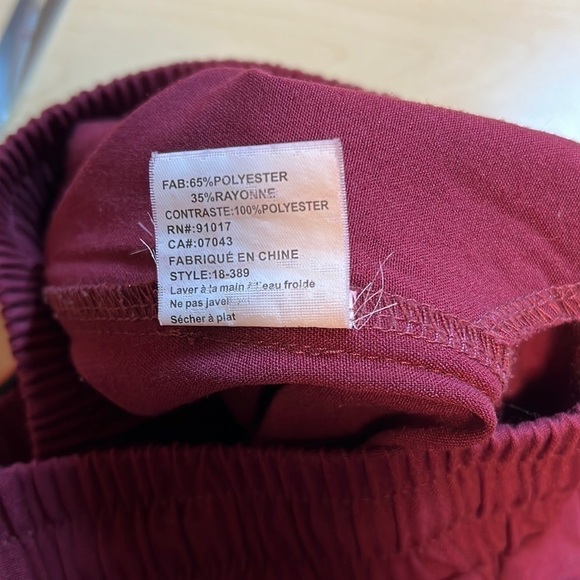 FAB:65%POLYESTER
35%RAYONNE
CONTRASTE:100%POLYESTER
RN#:91017
CA#:07043
FABRIQUÉ EN CHINE
STYLE:18-389
Laver à la main à l'eau froide
Ne pas javel
Sécher à plat